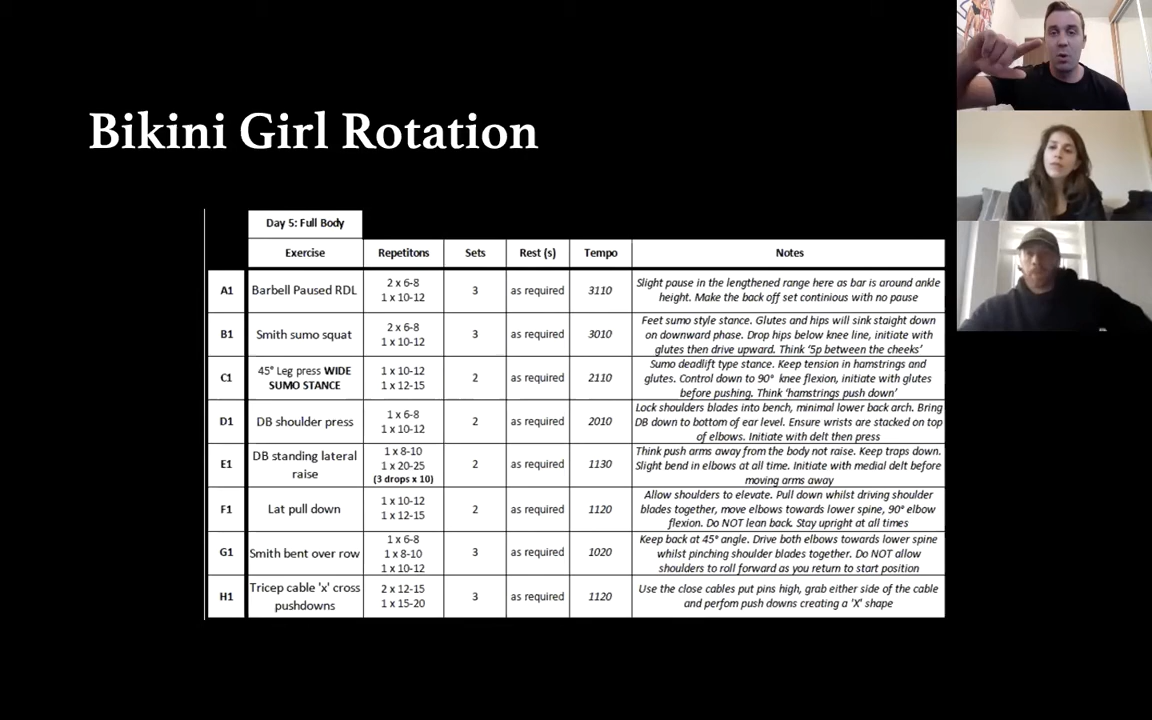 Bikini Girl Rotation
Day 5: Full Body
Exercise Repetitons Sets Rest (s) Tempo Notes
A1 Barbell Paused RDL 2 x 6-8 1 x 10-12 3 as required 3110 Slight pause in the lengthened range here as bar is around ankle height. Make the back off set continious with no pause
B1 Smith sumo squat 2 x 6-8 1 x 10-12 3 as required 3010 Feet sumo style stance. Glutes and hips will sink staight down on downward phase. Drop hips below knee line, initiate with glutes then drive upward. Think '5p between the cheeks'
C1 45° Leg press WIDE SUMO STANCE 1 x 10-12 1 x 12-15 2 as required 2110 Sumo deadlift type stance. Keep tension in hamstrings and glutes. Control down to 90° knee flexion, initiate with glutes before pushing. Think 'hamstrings push down'
D1 DB shoulder press 1 x 6-8 1 x 10-12 2 as required 2010 Lock shoulders blades into bench, minimal lower back arch. Bring DB down to bottom of ear level. Ensure wrists are stacked on top of elbows. Initiate with delt then press
E1 DB standing lateral raise 1 x 8-10 1 x 20-25 (3 drops x 10) 2 as required 1130 Think push arms away from the body not raise. Keep traps down. Slight bend in elbows at all time. Initiate with medial delt before moving arms away
F1 Lat pull down 1 x 10-12 1 x 12-15 2 as required 1120 Allow shoulders to elevate. Pull down whilst driving shoulder blades together, move elbows towards lower spine, 90° elbow flexion. Do NOT lean back. Stay upright at all times
G1 Smith bent over row 1 x 6-8 1 x 8-10 1 x 10-12 3 as required 1020 Keep back at 45° angle. Drive both elbows towards lower spine whilst pinching shoulder blades together. Do NOT allow shoulders to roll forward as you return to start position
H1 Tricep cable 'x' cross pushdowns 2 x 12-15 1 x 15-20 3 as required 1120 Use the close cables put pins high, grab either side of the cable and perfom push downs creating a 'X' shape